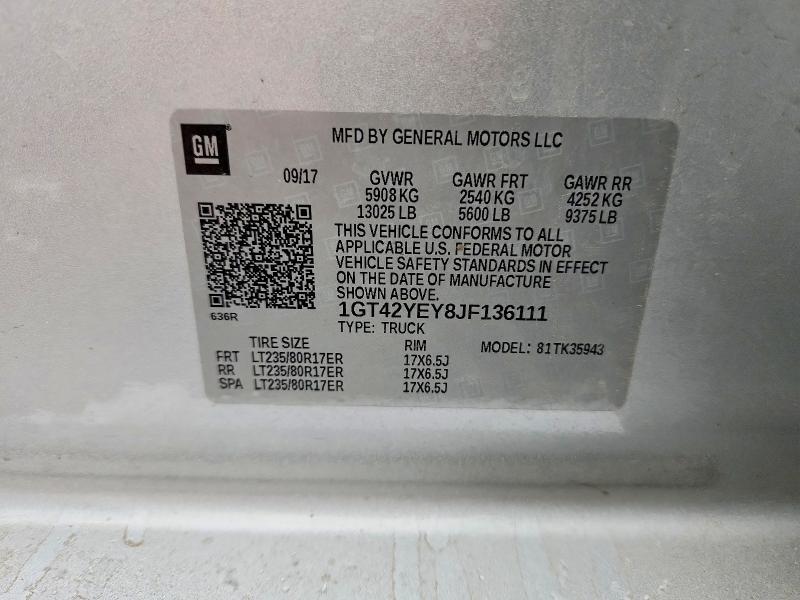 GM
MFD BY GENERAL MOTORS LLC
09/17 GVWR GAWR FRT GAWR RR
5908 KG 2540 KG 4252 KG
13025 LB 5600 LB 9375 LB
THIS VEHICLE CONFORMS TO ALL
APPLICABLE U.S. FEDERAL MOTOR
VEHICLE SAFETY STANDARDS IN EFFECT
ON THE DATE OF MANUFACTURE
SHOWN ABOVE.
636R
1GT42YEY8JF136111
TYPE: TRUCK
TIRE SIZE RIM MODEL: 81TK35943
FRT LT235/80R17ER 17X6.5J
RR LT235/80R17ER 17X6.5J
SPA LT235/80R17ER 17X6.5J